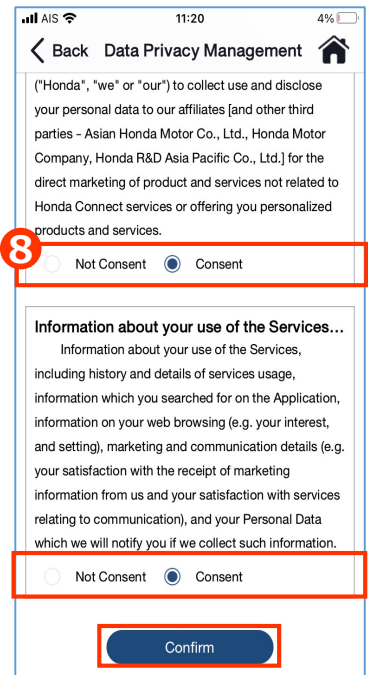 AIS 11:20 4%
Back Data Privacy Management
("Honda", "we" or "our") to collect use and disclose
your personal data to our affiliates [and other third
parties - Asian Honda Motor Co., Ltd., Honda Motor
Company, Honda R&D Asia Pacific Co., Ltd.] for the
direct marketing of product and services not related to
Honda Connect services or offering you personalized
products and services.
8
Not Consent Consent
Information about your use of the Services...
Information about your use of the Services,
including history and details of services usage,
information which you searched for on the Application,
information on your web browsing (e.g. your interest,
and setting), marketing and communication details (e.g.
your satisfaction with the receipt of marketing
information from us and your satisfaction with services
relating to communication), and your Personal Data
which we will notify you if we collect such information.
Not Consent Consent
Confirm